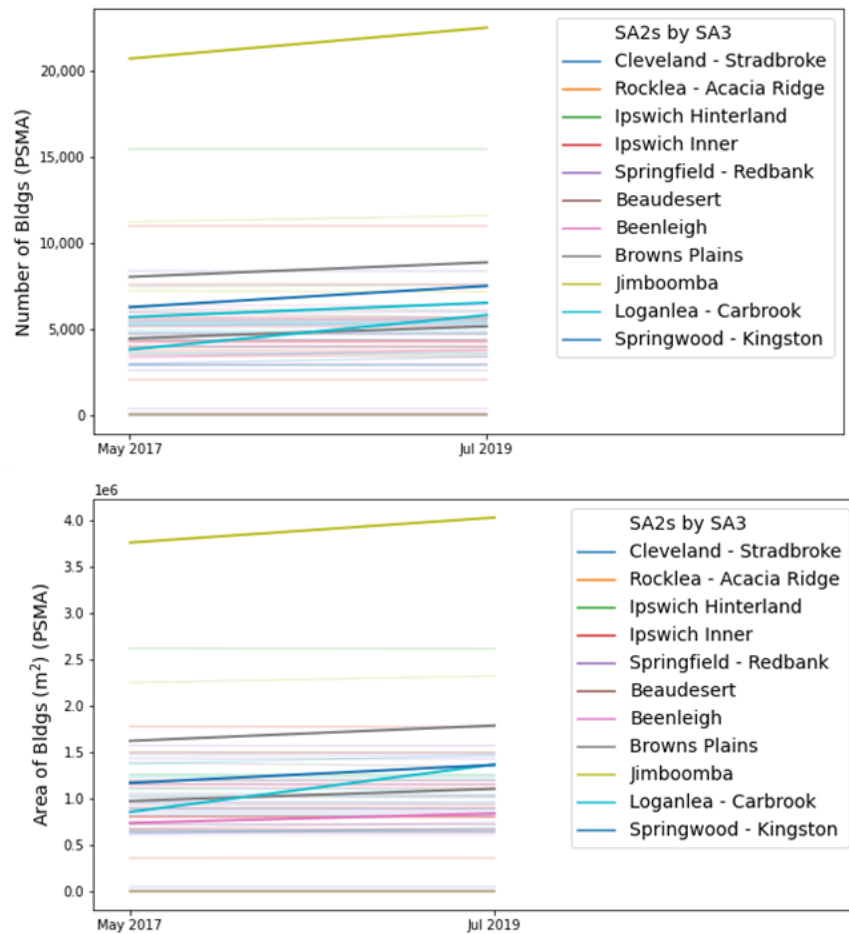 Number of Bldgs (PSMA)
20,000
15,000
10,000
5,000
0
May 2017
Jul 2019
SA2s by SA3
Cleveland - Stradbroke
Rocklea - Acacia Ridge
Ipswich Hinterland
Ipswich Inner
Springfield - Redbank
Beaudesert
Beenleigh
Browns Plains
Jimboomba
Loganlea - Carbrook
Springwood - Kingston
1e6
Area of Bldgs (m²) (PSMA)
4.0
3.5
3.0
2.5
2.0
1.5
1.0
0.5
0.0
May 2017
Jul 2019
SA2s by SA3
Cleveland - Stradbroke
Rocklea - Acacia Ridge
Ipswich Hinterland
Ipswich Inner
Springfield - Redbank
Beaudesert
Beenleigh
Browns Plains
Jimboomba
Loganlea - Carbrook
Springwood - Kingston